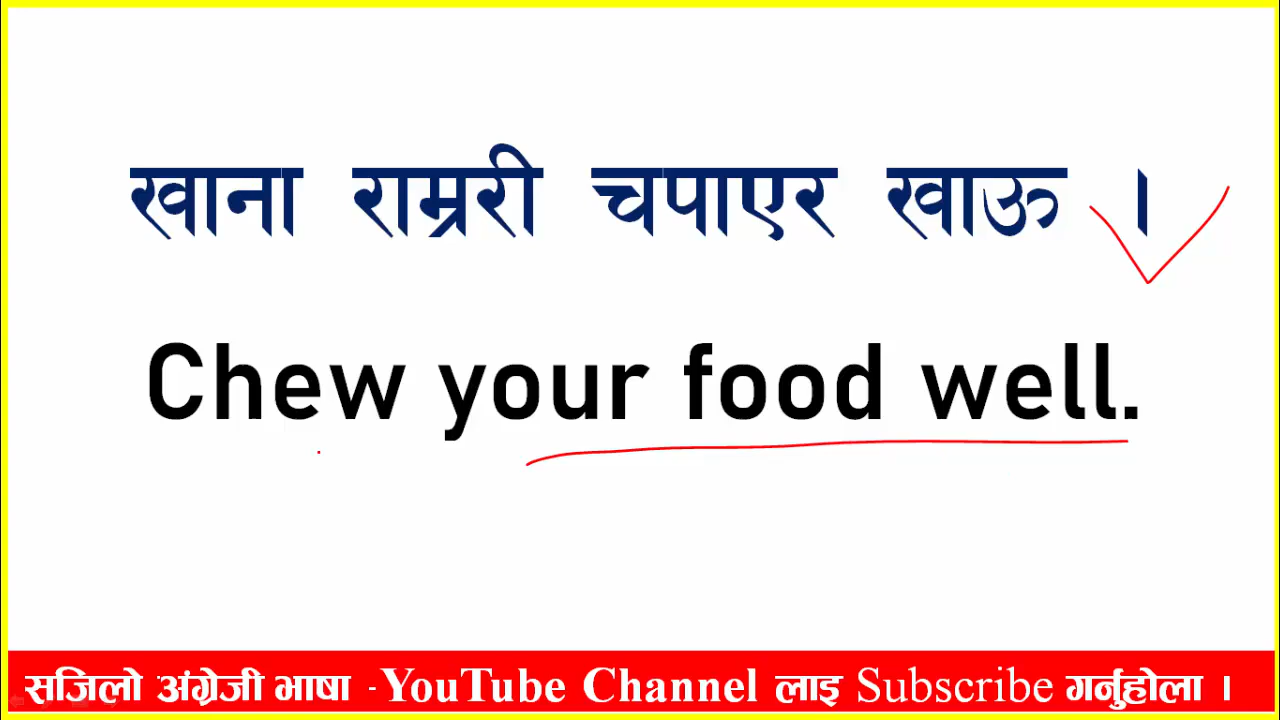 खाना राम्ररी चपाएर खाऊ ।
Chew your food well.
सजिलो अंग्रेजी भाषा -YouTube Channel लाइ Subscribe गर्नुहोला ।